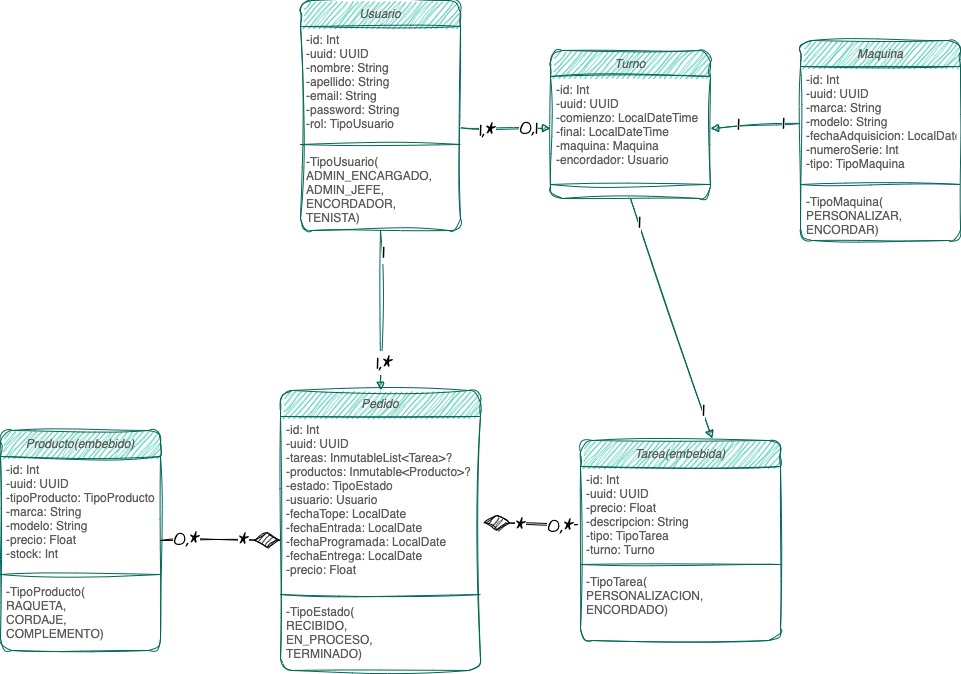 Usuario
-id: Int
-uuid: UUID
-nombre: String
-apellido: String
-email: String
-password: String
-rol: TipoUsuario
-TipoUsuario(
ADMIN_ENCARGADO,
ADMIN_JEFE,
ENCORDADOR,
TENISTA)
1,*
0,1
Turno
-id: Int
-uuid: UUID
-comienzo: LocalDateTime
-final: LocalDateTime
-maquina: Maquina
-encordador: Usuario
1
1
Maquina
-id: Int
-uuid: UUID
-marca: String
-modelo: String
-fechaAdquisicion: LocalDat
-numeroSerie: Int
-tipo: TipoMaquina
-TipoMaquina(
PERSONALIZAR,
ENCORDAR)
1
1,*
1
1
Producto(embebido)
-id: Int
-uuid: UUID
-tipoProducto: TipoProducto
-marca: String
-modelo: String
-precio: Float
-stock: Int
-TipoProducto(
RAQUETA,
CORDAJE,
COMPLEMENTO)
0,*
*
Pedido
-id: Int
-uuid: UUID
-tareas: InmutableList<Tarea>?
-productos: Inmutable<Producto>?
-estado: TipoEstado
-usuario: Usuario
-fechaTope: LocalDate
-fechaEntrada: LocalDate
-fechaProgramada: LocalDate
-fechaEntrega: LocalDate
-precio: Float
-TipoEstado(
RECIBIDO,
EN_PROCESO,
TERMINADO)
*
0,*
Tarea(embebida)
-id: Int
-uuid: UUID
-precio: Float
-descripcion: String
-tipo: TipoTarea
-turno: Turno
-TipoTarea(
PERSONALIZACION,
ENCORDADO)